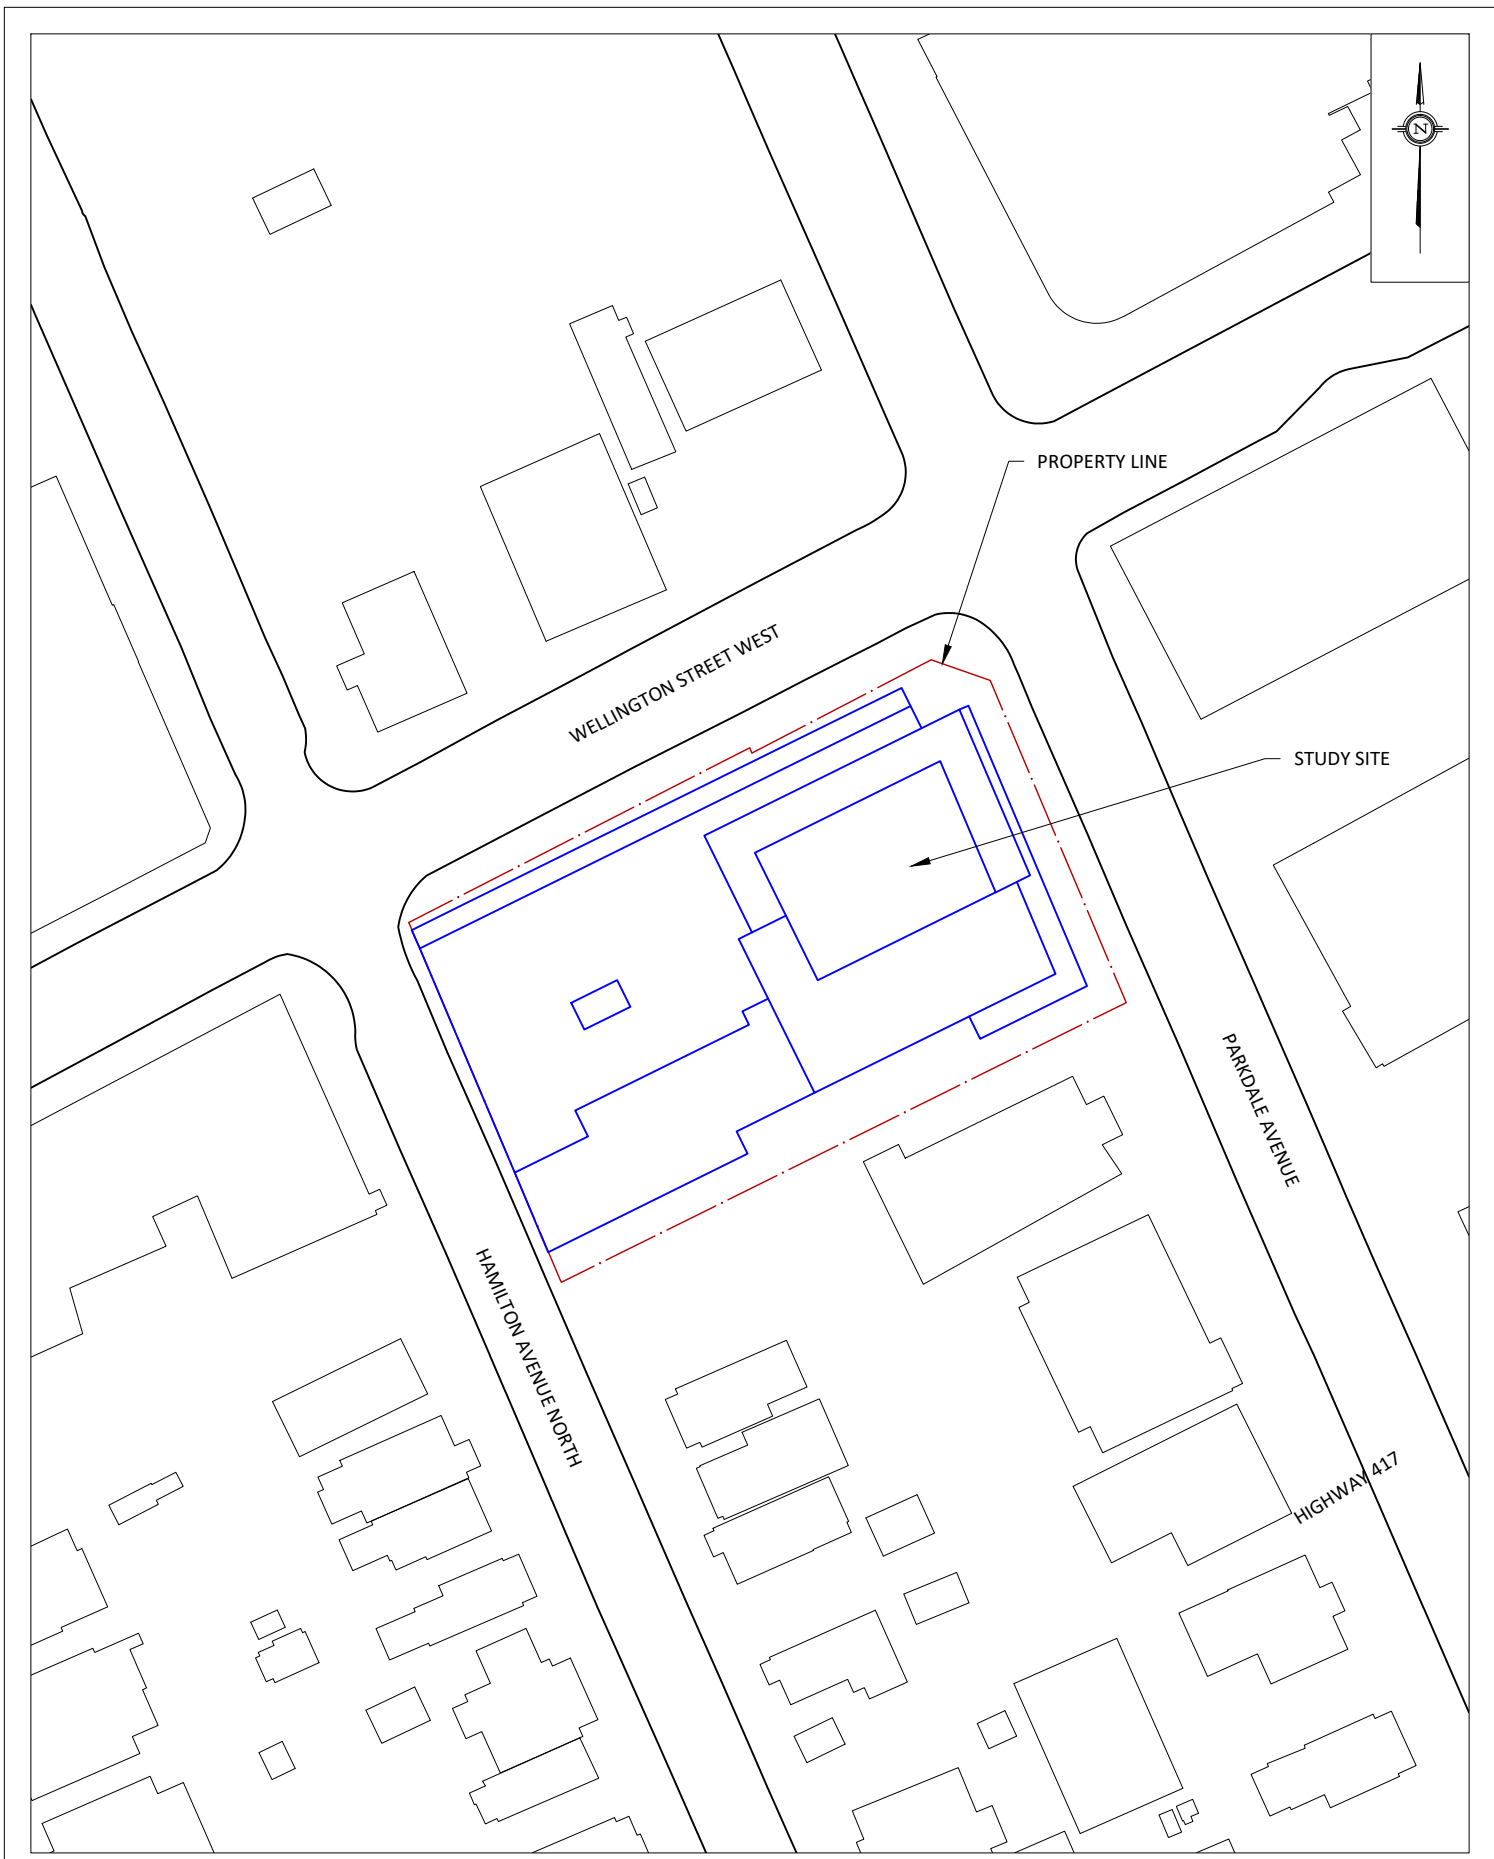 N
PROPERTY LINE
WELLINGTON STREET WEST
STUDY SITE
PARKDALE AVENUE
HAMILTON AVENUE NORTH
HIGHWAY 417